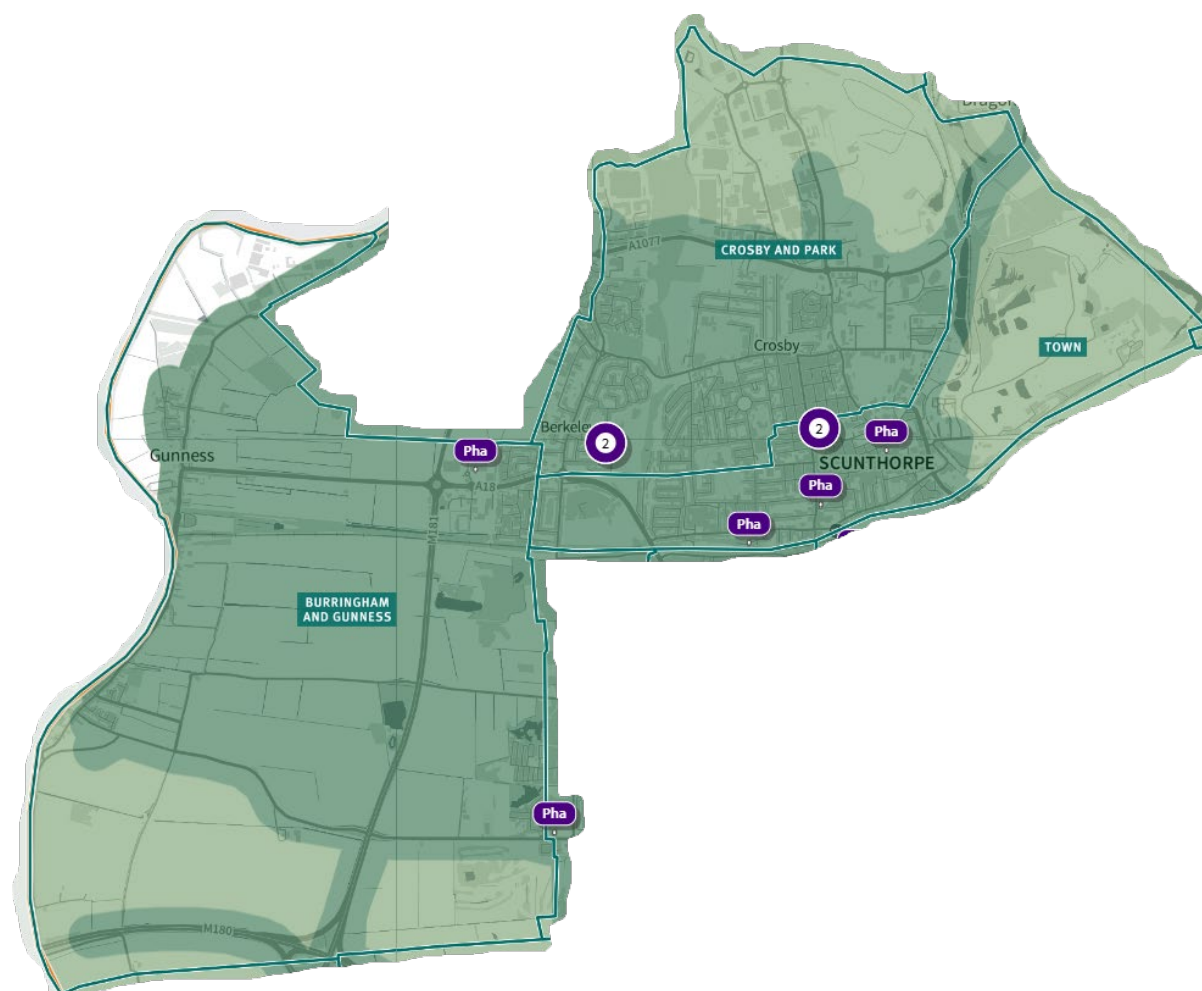 A1077
CROSBY AND PARK
Crosby
TOWN
Berkeley
2
2
Pha
SCUNTHORPE
Pha
Gunness
Pha
A18
M181
Pha
BURRINGHAM
AND GUNNESS
Pha
M180